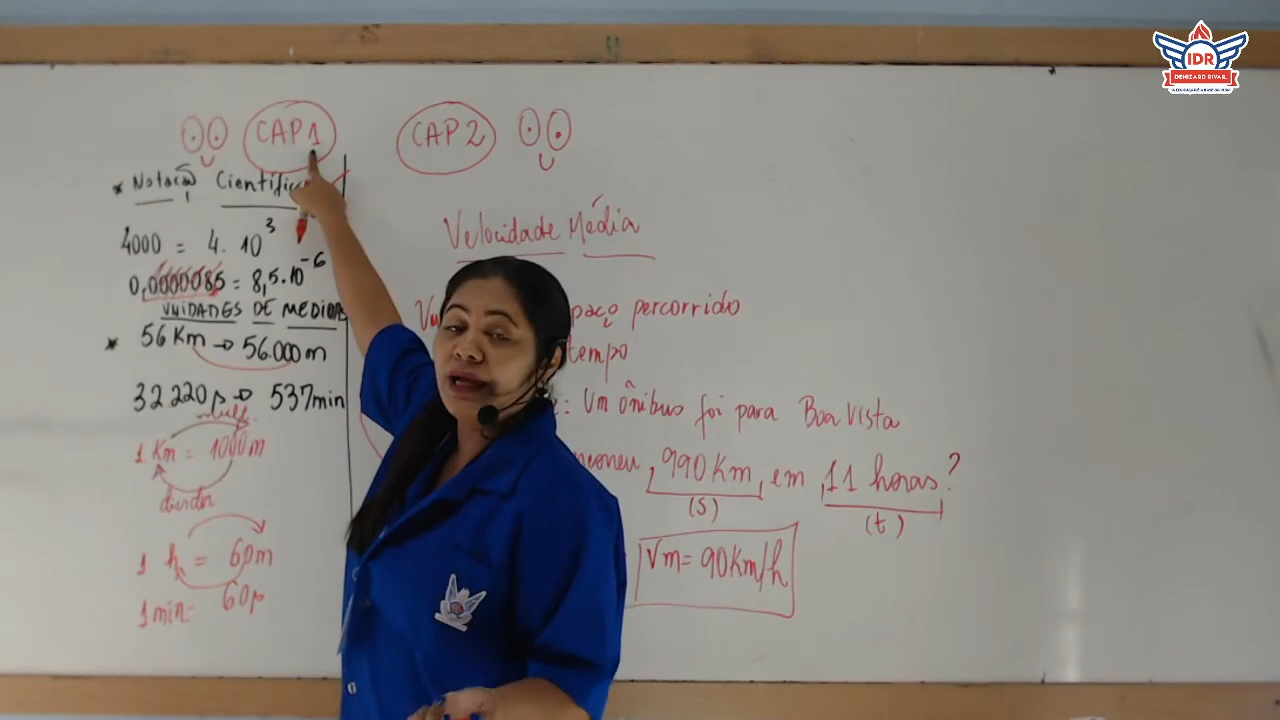 IDR
DENIZARD RIVAIL
CAP 1
* Notação Científica
4000 = 4. 10³
0,0000085 = 8,5.10⁻⁶
UNIDADES DE MEDIDAS
* 56 Km → 56.000 m
32.220 s → 537 min
1 Km = 1000 m
dividir
1 h = 60 m
1 min = 60 s
CAP 2
Velocidade Média
percorrido
tempo
: Um ônibus foi para Boa Vista
990 Km, em 11 horas?
(S) (t)
Vm = 90 Km/h